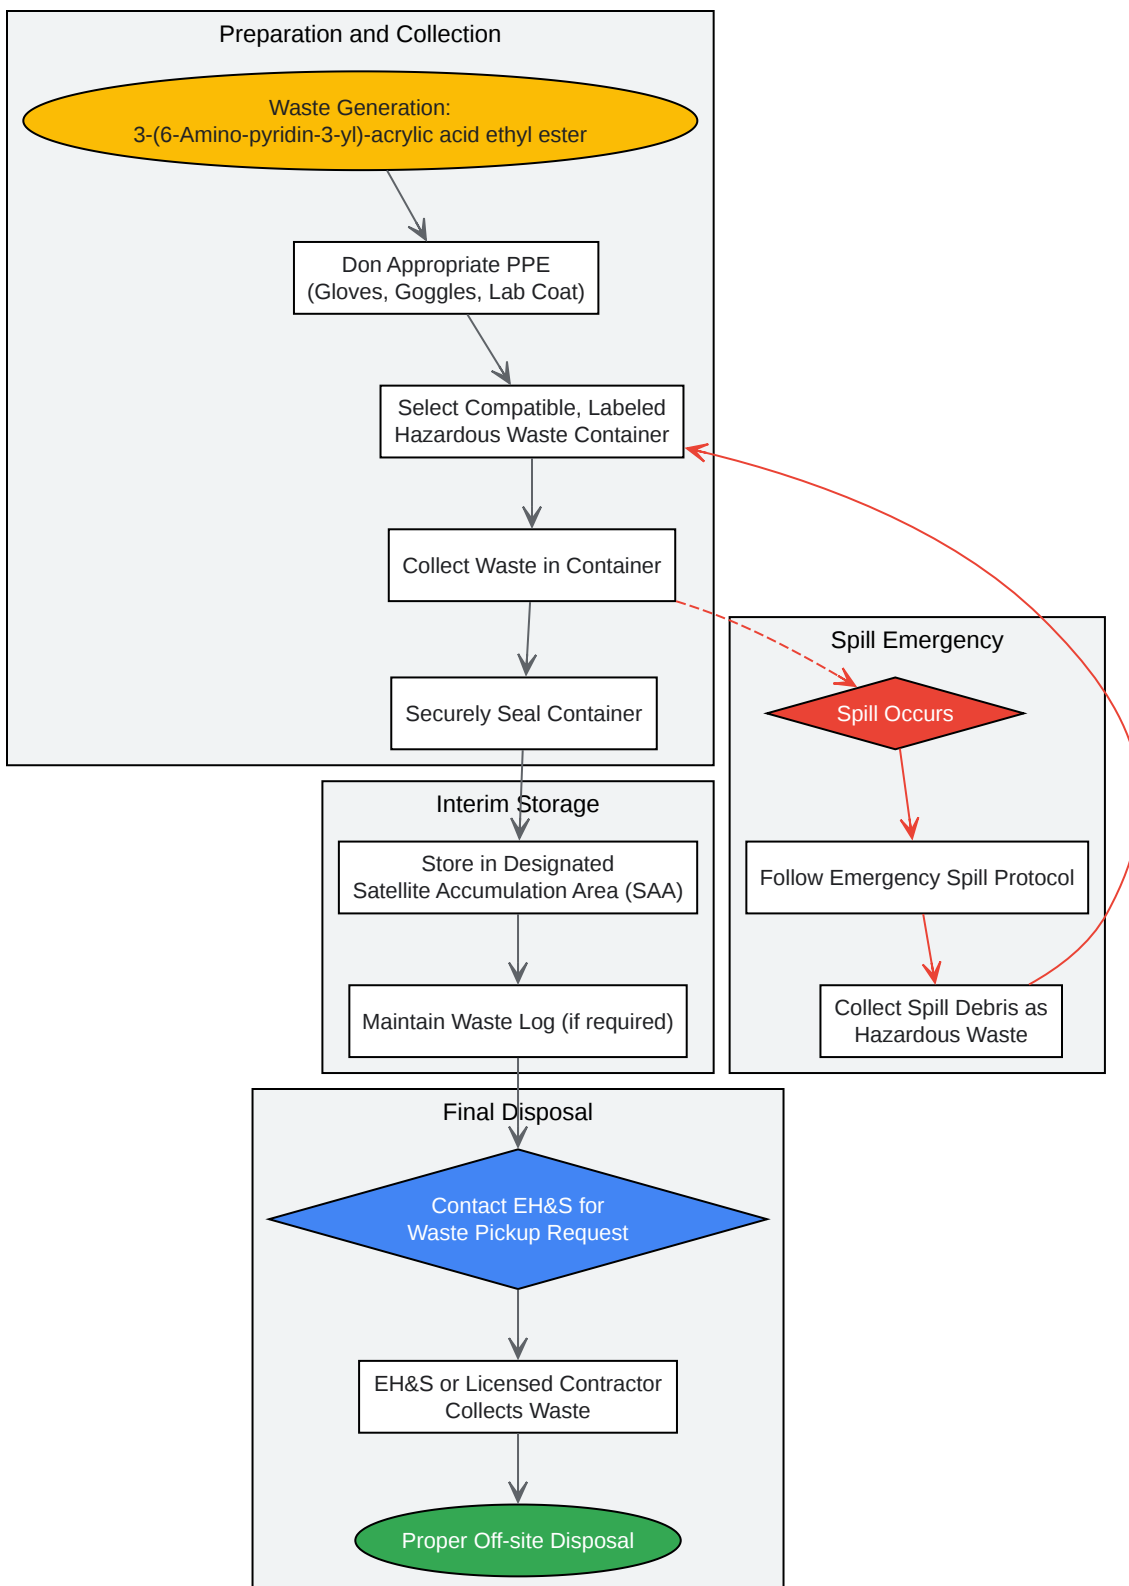 Preparation and Collection
Waste Generation:
3-(6-Amino-pyridin-3-yl)-acrylic acid ethyl ester
Don Appropriate PPE
(Gloves, Goggles, Lab Coat)
Select Compatible, Labeled
Hazardous Waste Container
Collect Waste in Container
Securely Seal Container
Spill Emergency
Spill Occurs
Follow Emergency Spill Protocol
Collect Spill Debris as
Hazardous Waste
Interim Storage
Store in Designated
Satellite Accumulation Area (SAA)
Maintain Waste Log (if required)
Final Disposal
Contact EH&S for
Waste Pickup Request
EH&S or Licensed Contractor
Collects Waste
Proper Off-site Disposal